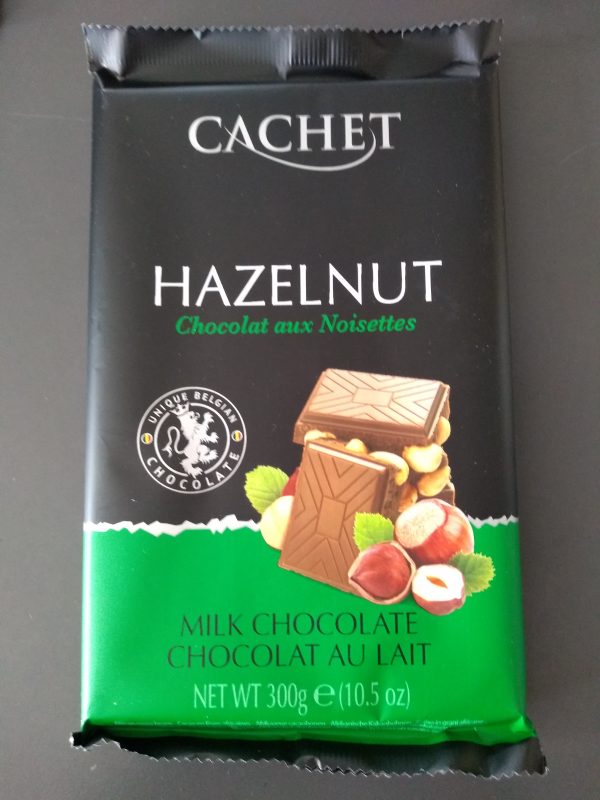 CACHET
HAZELNUT
Chocolat aux Noisettes
UNIQUE BELGIAN
CHOCOLATE
MILK CHOCOLATE
CHOCOLAT AU LAIT
NET WT 300g e (10.5 oz)